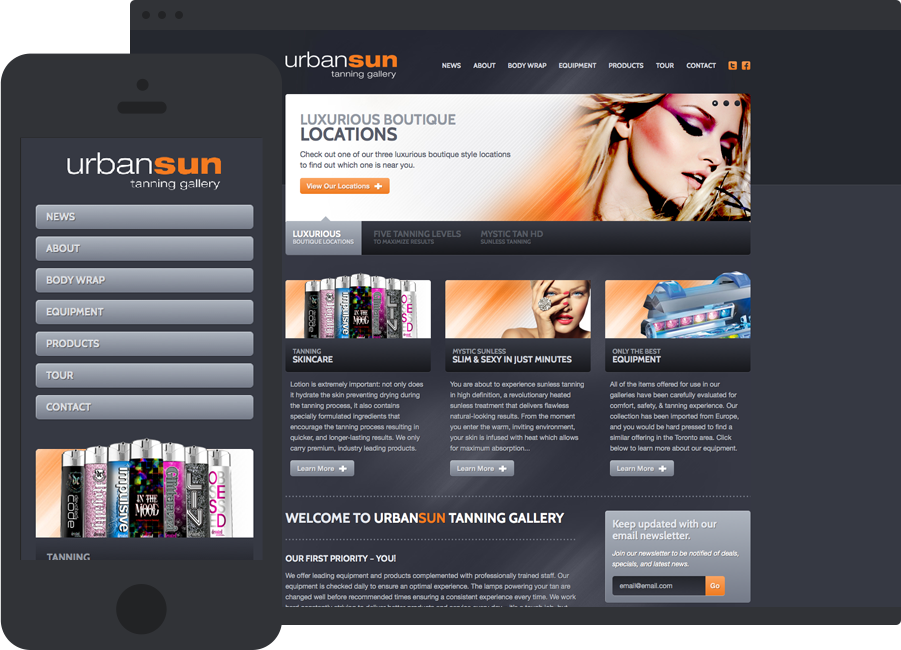 urbansun
tanning gallery
NEWS
ABOUT
BODY WRAP
EQUIPMENT
PRODUCTS
TOUR
CONTACT
IN THE
MOOD
Impulsive
code
TANNING
urbansun
tanning gallery
NEWS ABOUT BODY WRAP EQUIPMENT PRODUCTS TOUR CONTACT
LUXURIOUS BOUTIQUE
LOCATIONS
Check out one of our three luxurious boutique style locations
to find out which one is near you.
View Our Locations
LUXURIOUS
BOUTIQUE LOCATIONS
FIVE TANNING LEVELS
TO MAXIMIZE RESULTS
MYSTIC TAN HD
SUNLESS TANNING
code
Impulsive
IN THE
MOOD
TANNING
SKINCARE
Lotion is extremely important: not only does
it hydrate the skin preventing drying during
the tanning process, it also contains
specially formulated ingredients that
encourage the tanning process resulting in
quicker, and longer-lasting results. We only
carry premium, industry leading products.
Learn More
MYSTIC SUNLESS
SLIM & SEXY IN JUST MINUTES
You are about to experience sunless tanning
in high definition, a revolutionary heated
sunless treatment that delivers flawless
natural-looking results. From the moment
you enter the warm, inviting environment,
your skin is infused with heat which allows
for maximum absorption...
Learn More
ONLY THE BEST
EQUIPMENT
All of the items offered for use in our
galleries have been carefully evaluated for
comfort, safety, & tanning experience. Our
collection has been imported from Europe,
and you would be hard pressed to find a
similar offering in the Toronto area. Click
below to learn more about our equipment.
Learn More
WELCOME TO URBANSUN TANNING GALLERY
OUR FIRST PRIORITY – YOU!
We offer leading equipment and products complemented with professionally trained staff. Our
equipment is checked daily to ensure an optimal experience. The lamps powering your tan are
changed well before recommended times ensuring a consistent experience every time. We work
Keep updated with our
email newsletter.
Join our newsletter to be notified of deals,
specials, and latest news.
email@email.com
Go